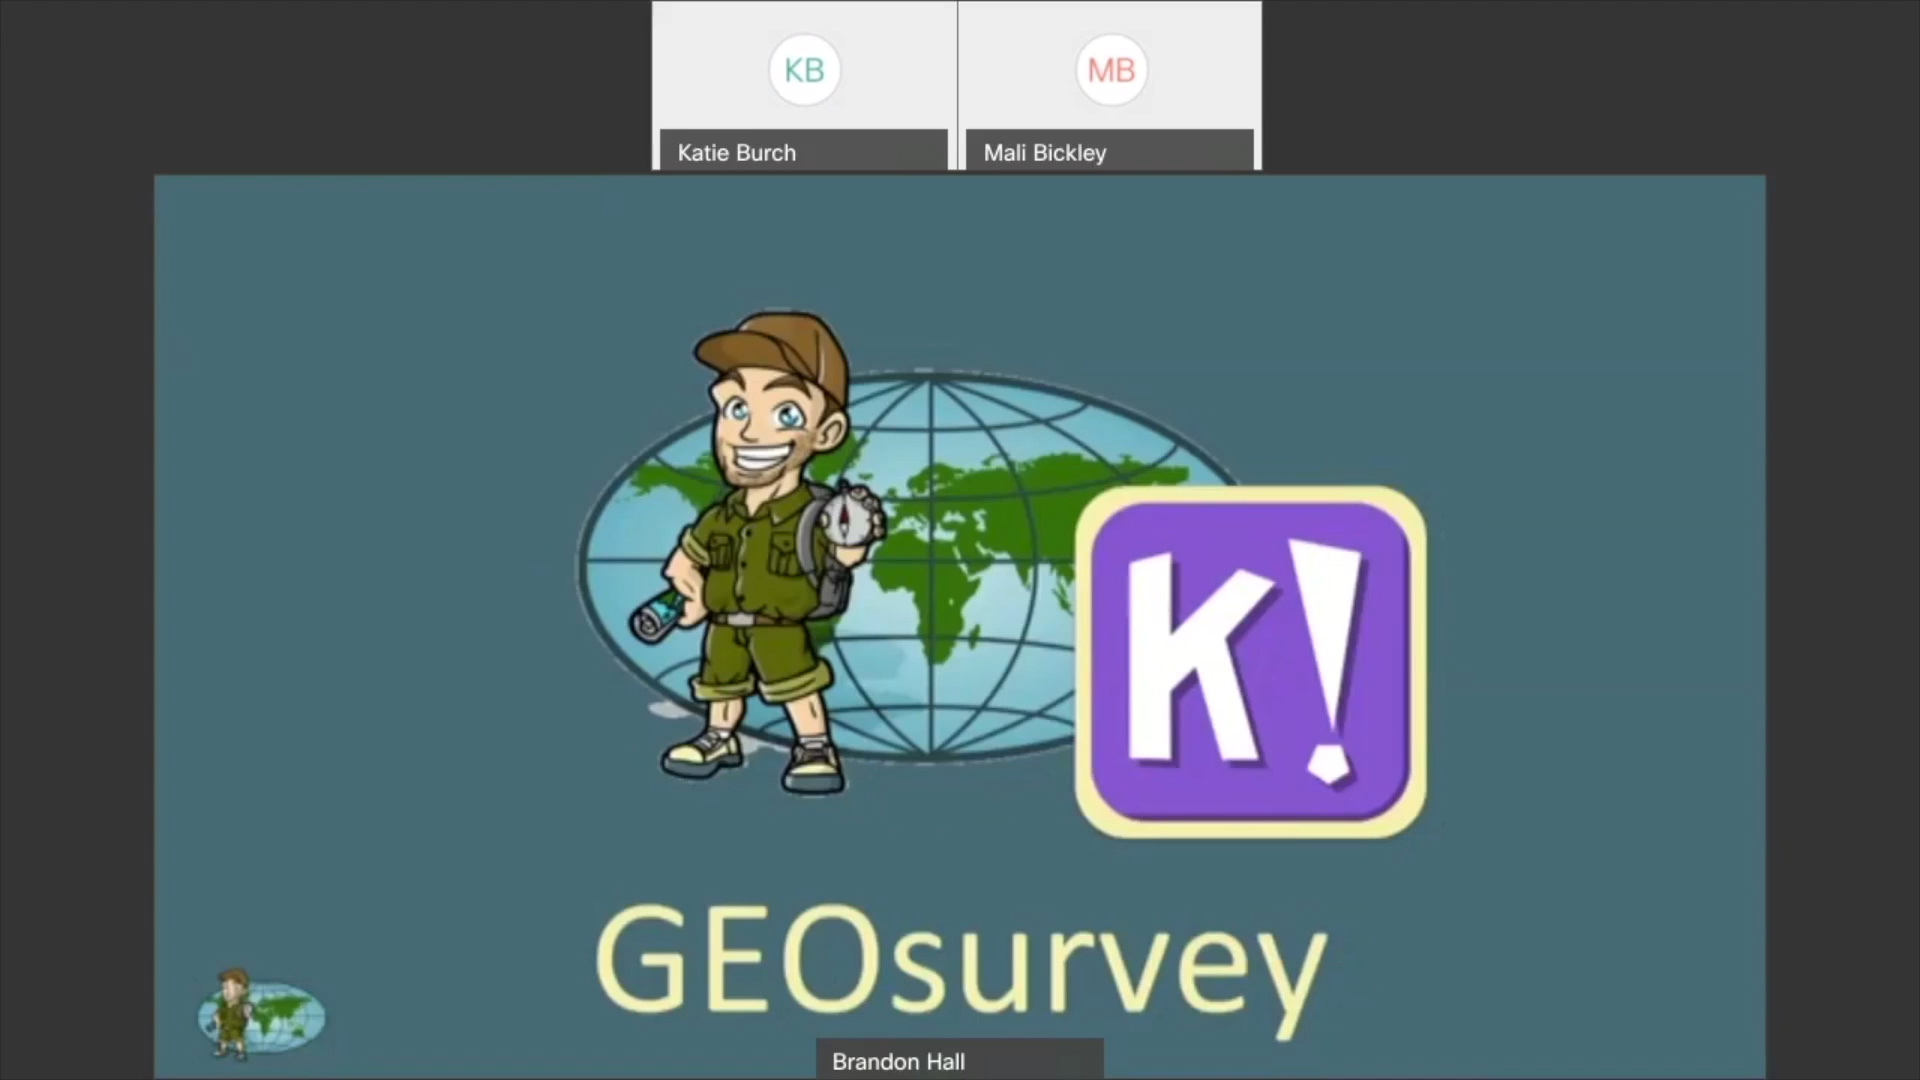 KB
MB
Katie Burch
Mali Bickley
K!
GEOsurvey
Brandon Hall